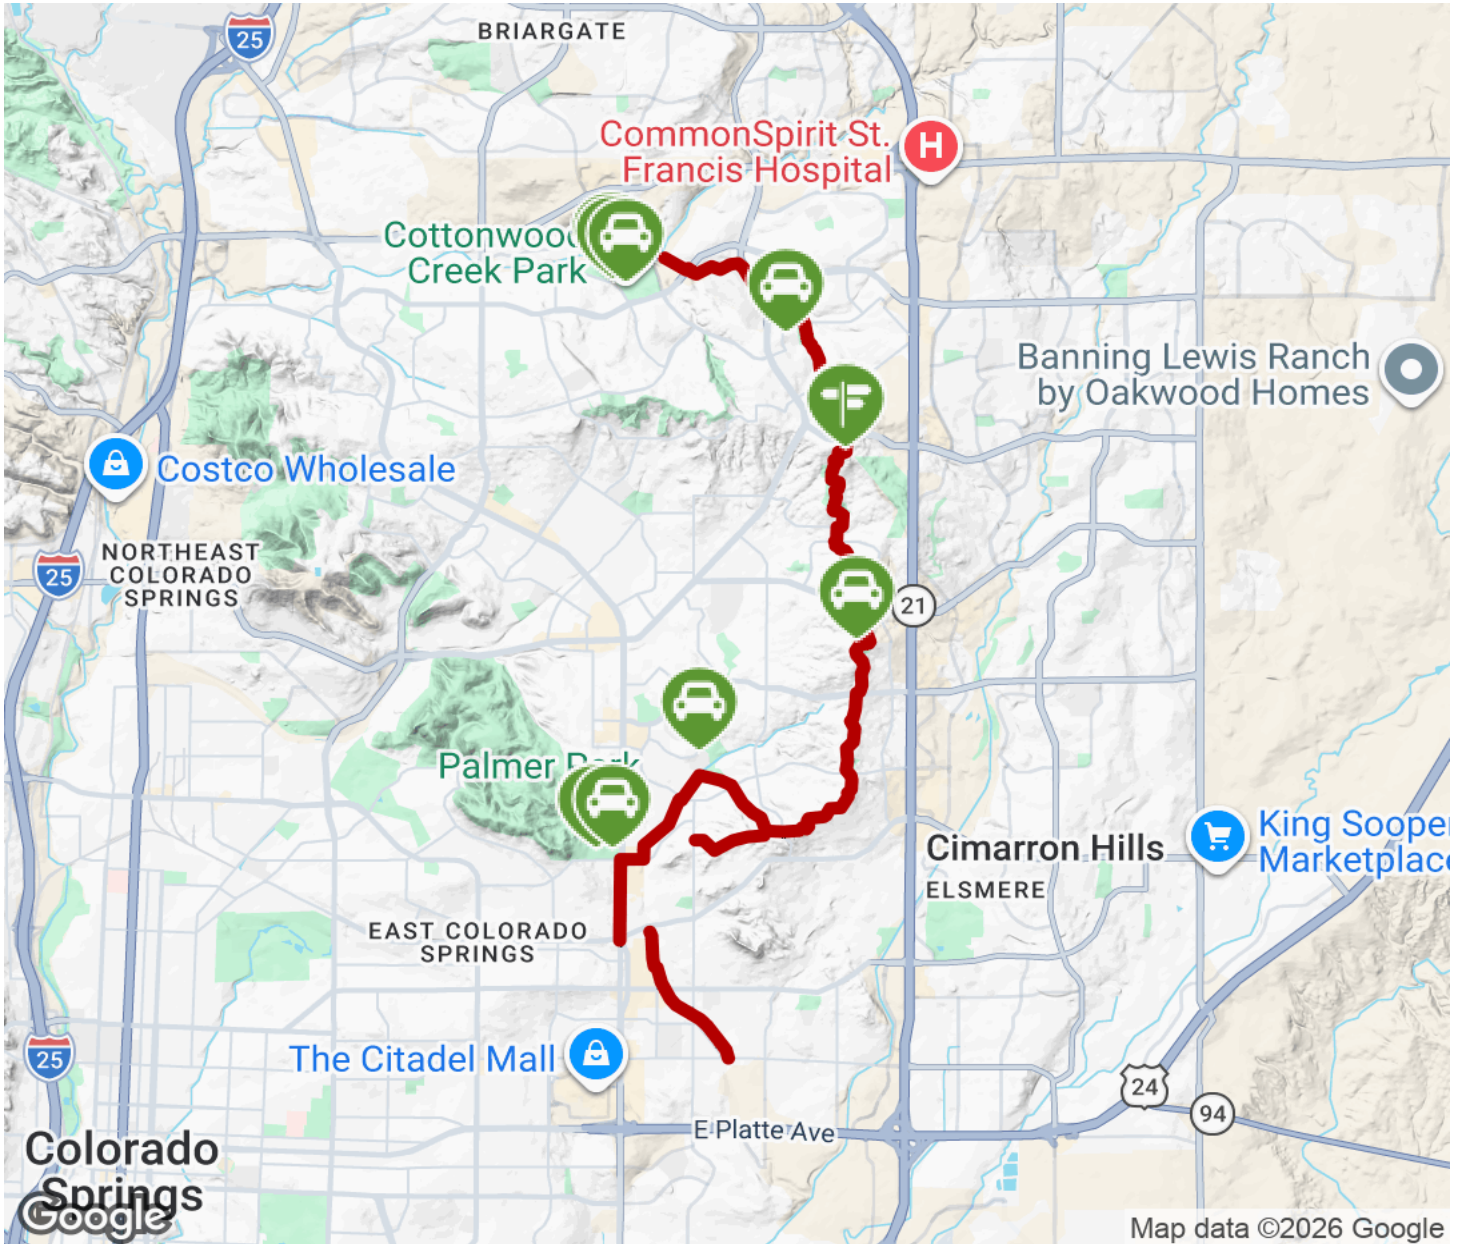 BRIARGATE
25
CommonSpirit St.
Francis Hospital
H
Cottonwood
Creek Park
Banning Lewis Ranch
by Oakwood Homes
Costco Wholesale
NORTHEAST
COLORADO
SPRINGS
25
21
Palmer Park
King Sooper
Marketplace
Cimarron Hills
ELSMERE
EAST COLORADO
SPRINGS
The Citadel Mall
25
24
94
E Platte Ave
Colorado
Springs
Google
Map data ©2026 Google